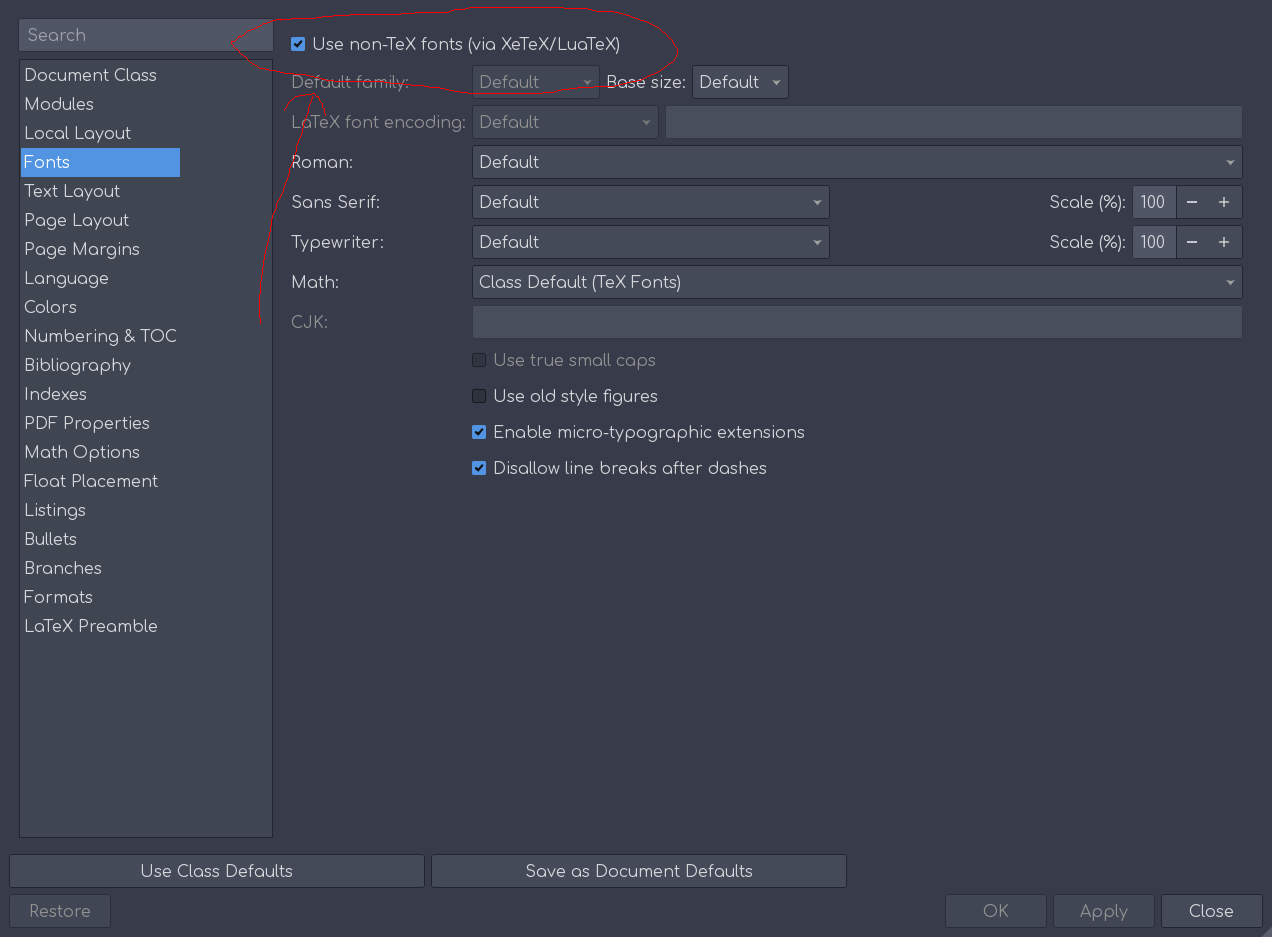 Search
Document Class
Modules
Local Layout
Fonts
Text Layout
Page Layout
Page Margins
Language
Colors
Numbering & TOC
Bibliography
Indexes
PDF Properties
Math Options
Float Placement
Listings
Bullets
Branches
Formats
LaTeX Preamble
Use non-TeX fonts (via XeTeX/LuaTeX)
Default family: Default Base size: Default
LaTeX font encoding: Default
Roman: Default
Sans Serif: Default Scale (%): 100 − +
Typewriter: Default Scale (%): 100 − +
Math: Class Default (TeX Fonts)
CJK:
Use true small caps
Use old style figures
Enable micro-typographic extensions
Disallow line breaks after dashes
Use Class Defaults Save as Document Defaults
Restore OK Apply Close